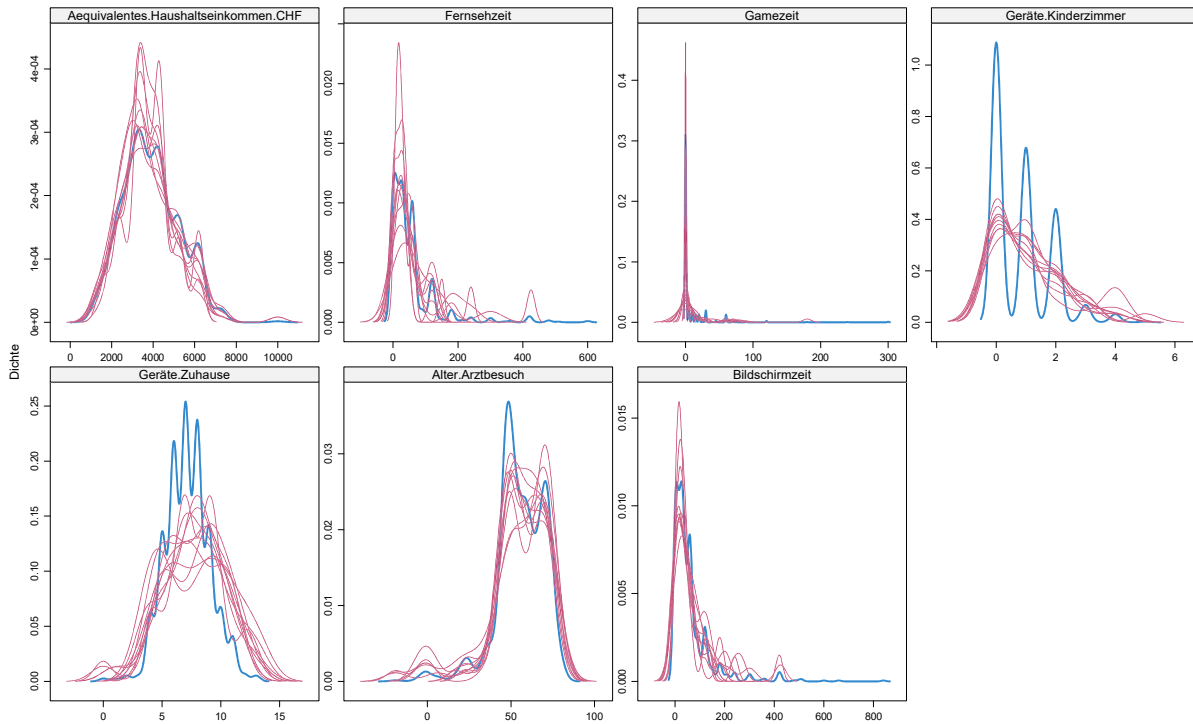 Aequivalentes.Haushaltseinkommen.CHF
Fernsehzeit
Gamezeit
Geräte.Kinderzimmer
0e+00 1e-04 2e-04 3e-04 4e-04
0 2000 4000 6000 8000 10000
0.000 0.005 0.010 0.015 0.020
0 200 400 600
0.0 0.1 0.2 0.3 0.4
0 100 200 300
0.0 0.2 0.4 0.6 0.8 1.0
0 2 4 6
Dichte
Geräte.Zuhause
Alter.Arztbesuch
Bildschirmzeit
0.00 0.05 0.10 0.15 0.20 0.25
0 5 10 15
0.00 0.01 0.02 0.03
0 50 100
0.000 0.005 0.010 0.015
0 200 400 600 800